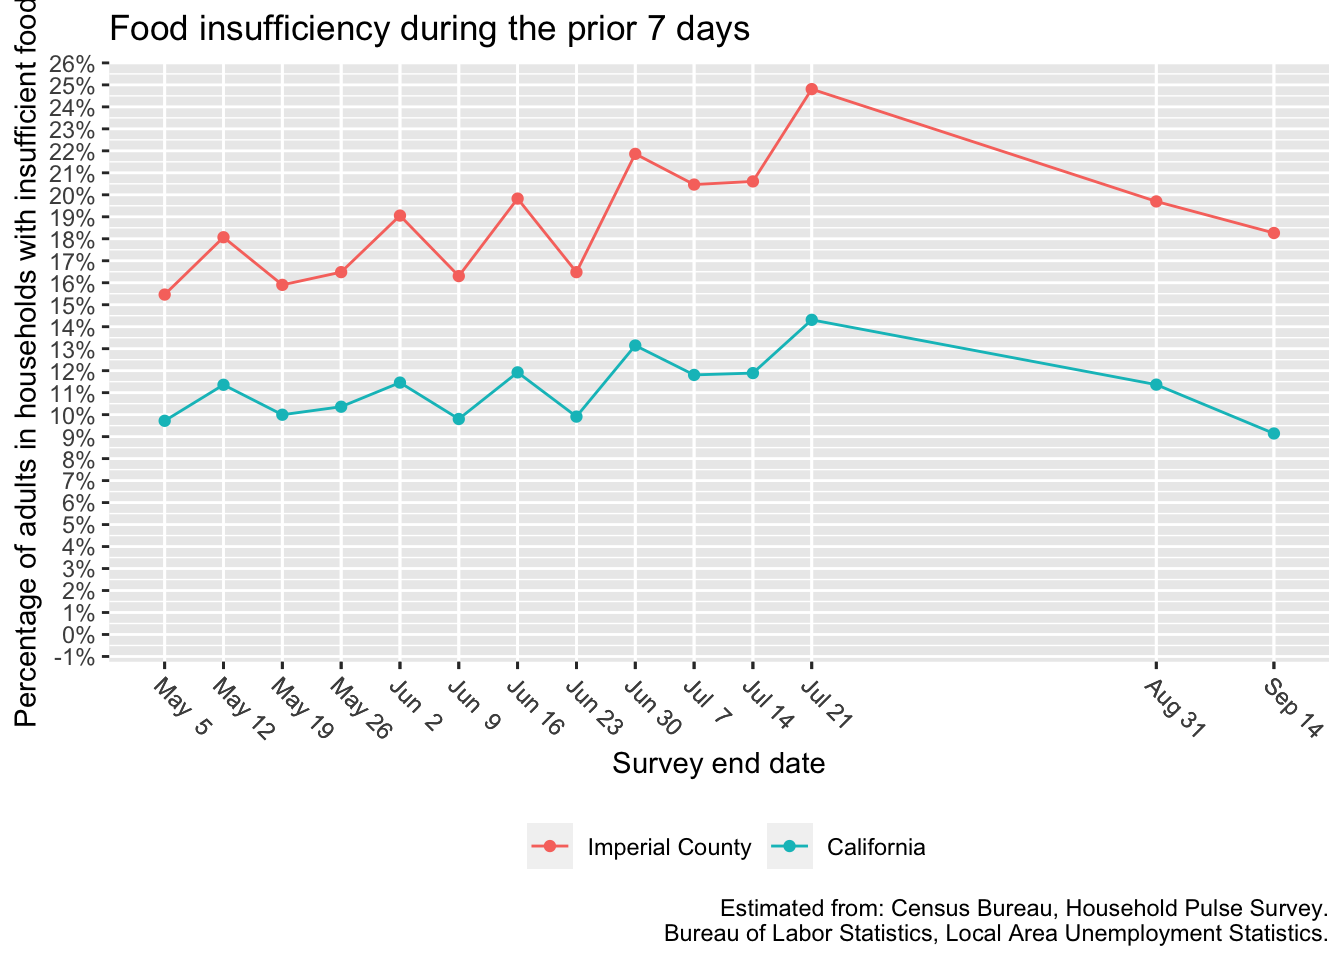 Food insufficiency during the prior 7 days
Percentage of adults in households with insufficient food
26%
25%
24%
23%
22%
21%
20%
19%
18%
17%
16%
15%
14%
13%
12%
11%
10%
9%
8%
7%
6%
5%
4%
3%
2%
1%
0%
-1%
May 5
May 12
May 19
May 26
Jun 2
Jun 9
Jun 16
Jun 23
Jun 30
Jul 7
Jul 14
Jul 21
Aug 31
Sep 14
Survey end date
Imperial County
California
Estimated from: Census Bureau, Household Pulse Survey.
Bureau of Labor Statistics, Local Area Unemployment Statistics.